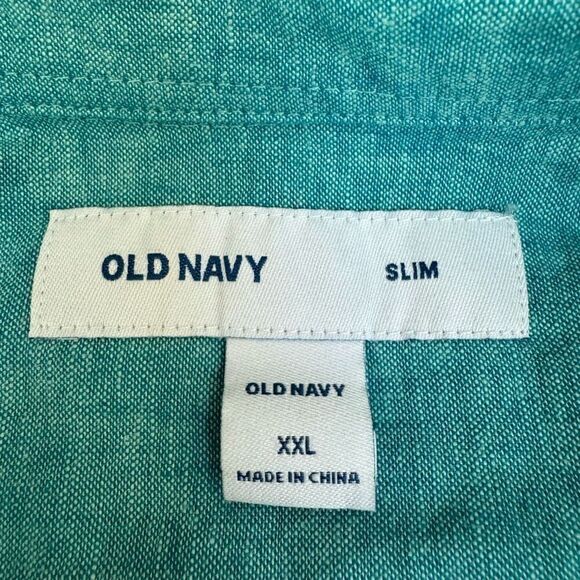 OLD NAVY SLIM
OLD NAVY
XXL
MADE IN CHINA